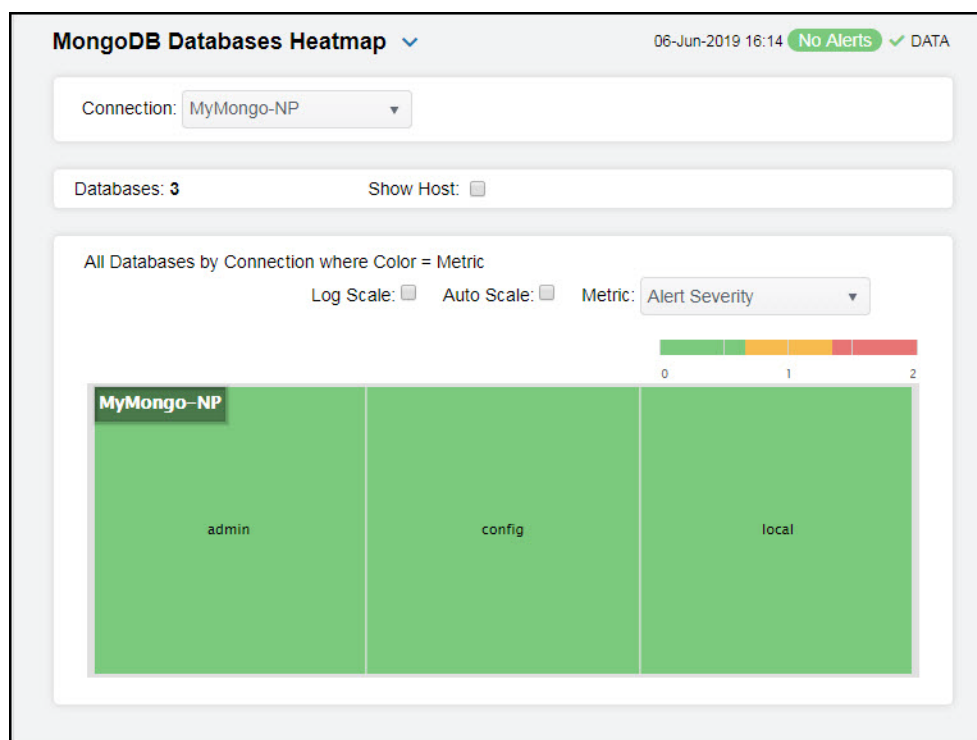 MongoDB Databases Heatmap 06-Jun-2019 16:14 No Alerts DATA
Connection: MyMongo-NP
Databases: 3 Show Host:
All Databases by Connection where Color = Metric
Log Scale: Auto Scale: Metric: Alert Severity
0 1 2
MyMongo-NP
admin config local